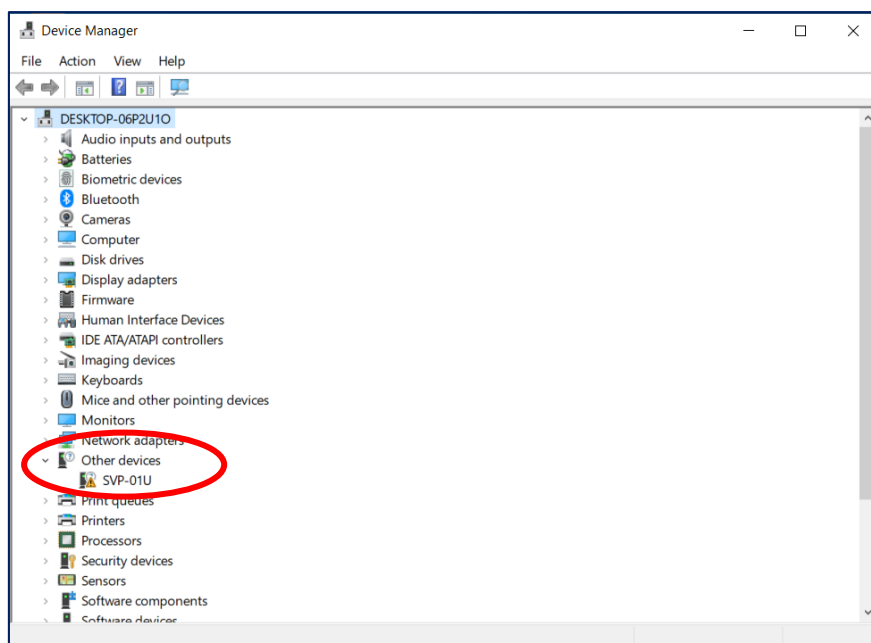 Device Manager
File Action View Help
DESKTOP-06P2U1O
Audio inputs and outputs
Batteries
Biometric devices
Bluetooth
Cameras
Computer
Disk drives
Display adapters
Firmware
Human Interface Devices
IDE ATA/ATAPI controllers
Imaging devices
Keyboards
Mice and other pointing devices
Monitors
Network adapters
Other devices
SVP-01U
Print queues
Printers
Processors
Security devices
Sensors
Software components
Software devices